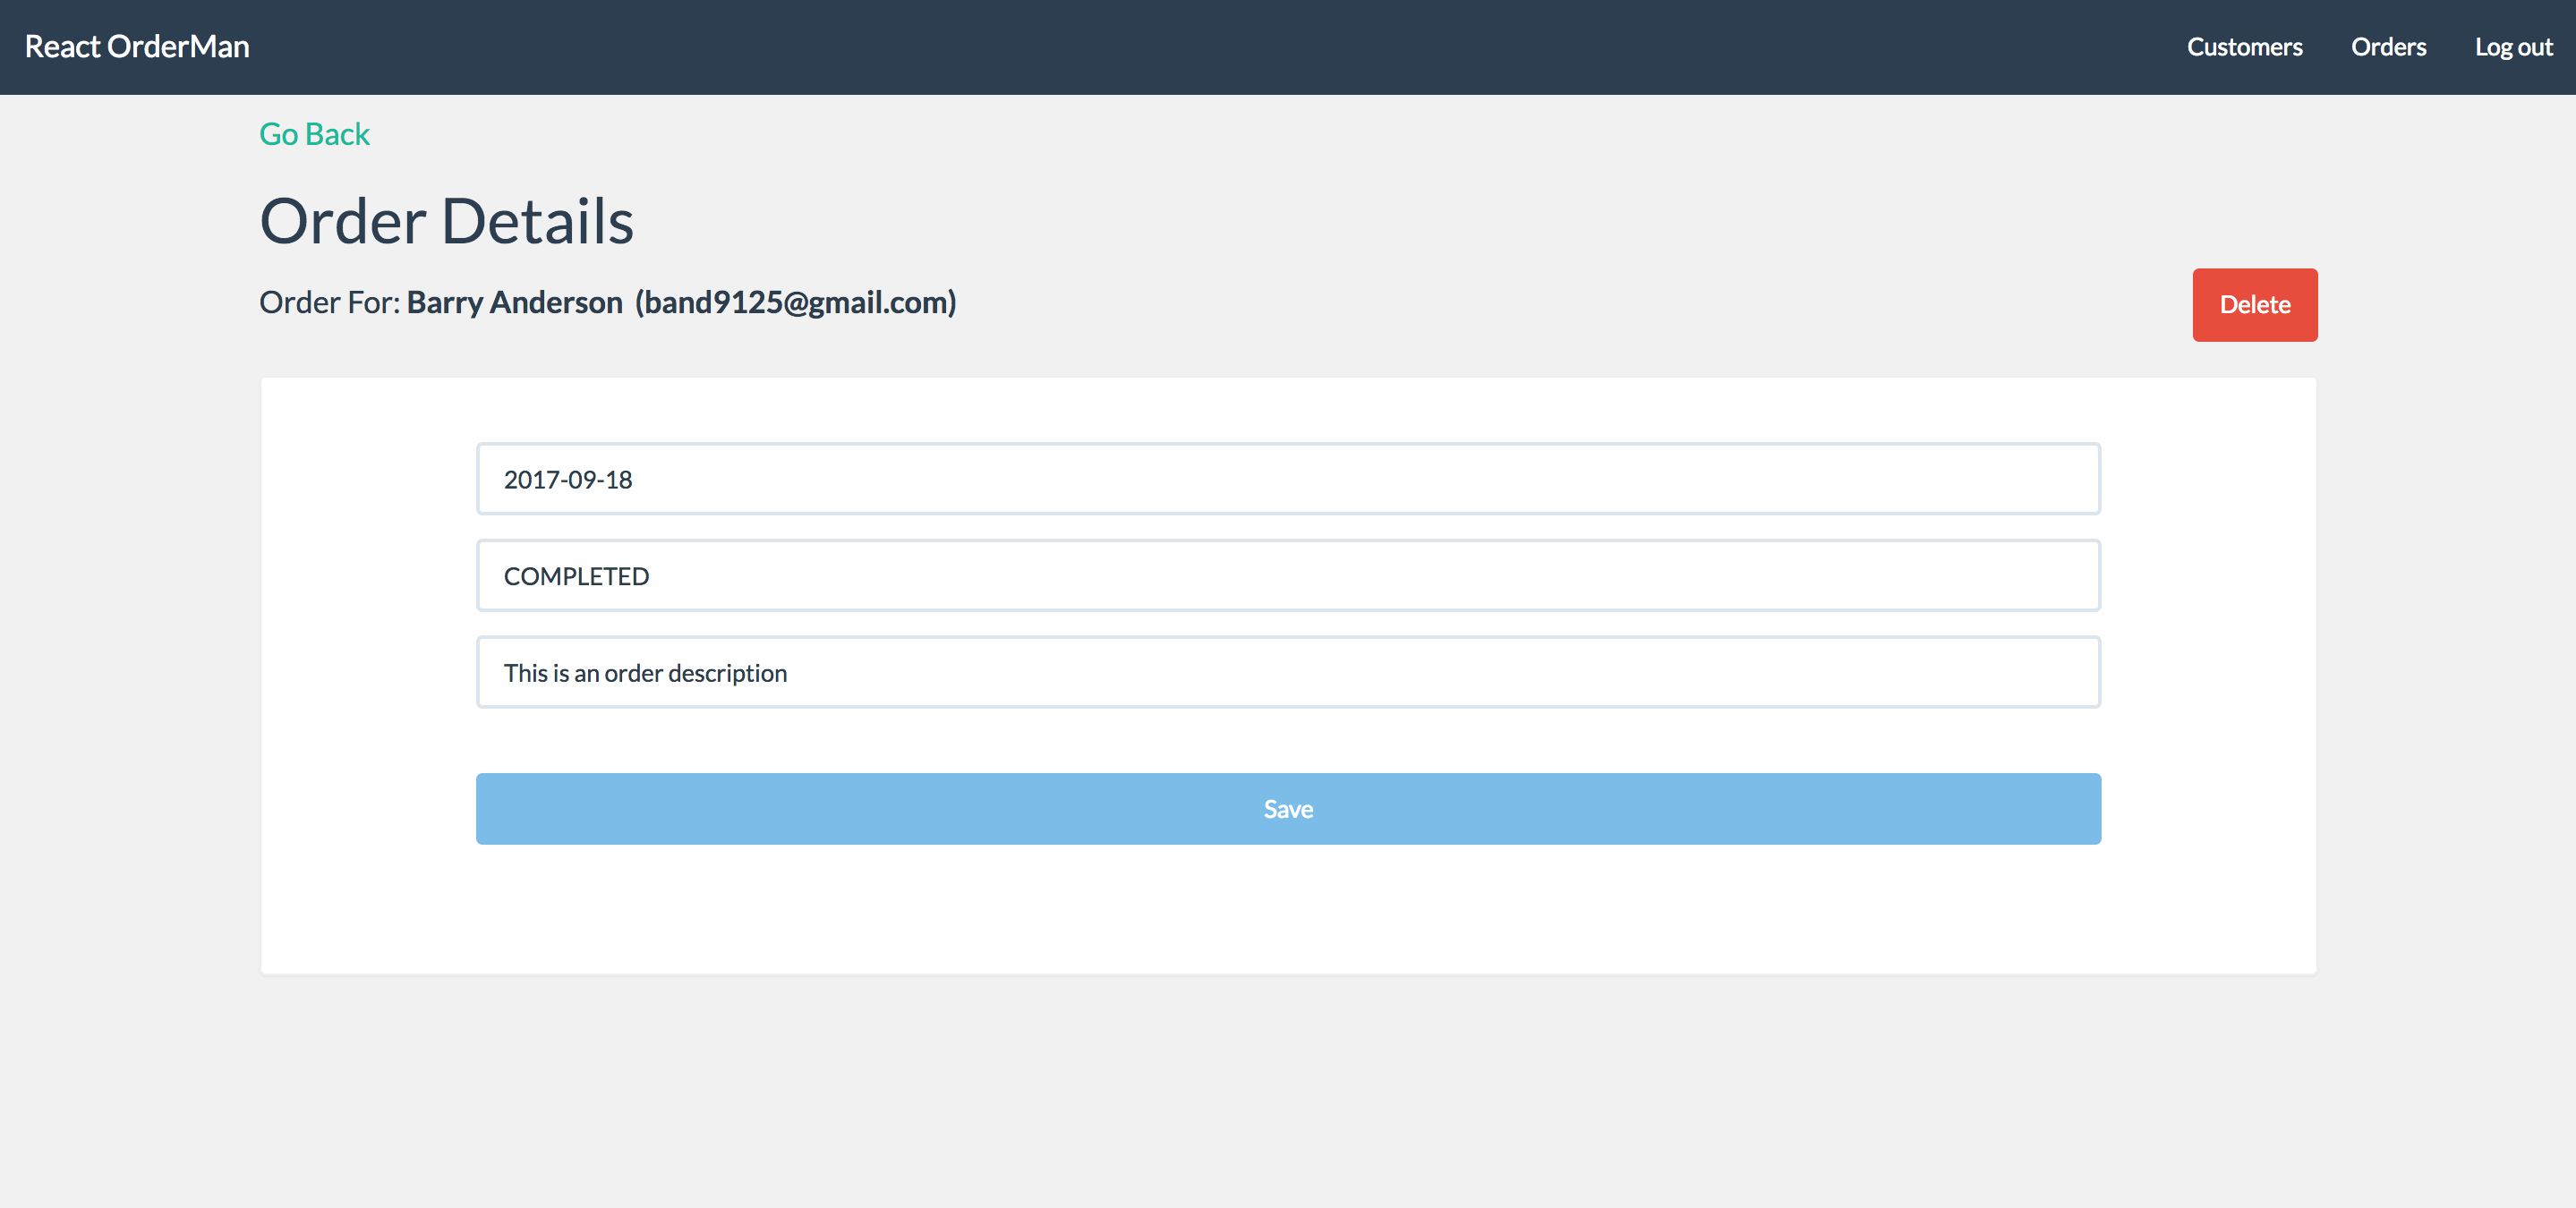 React OrderMan Customers Orders Log out
Go Back
Order Details
Order For: Barry Anderson (band9125@gmail.com)
Delete
2017-09-18
COMPLETED
This is an order description
Save